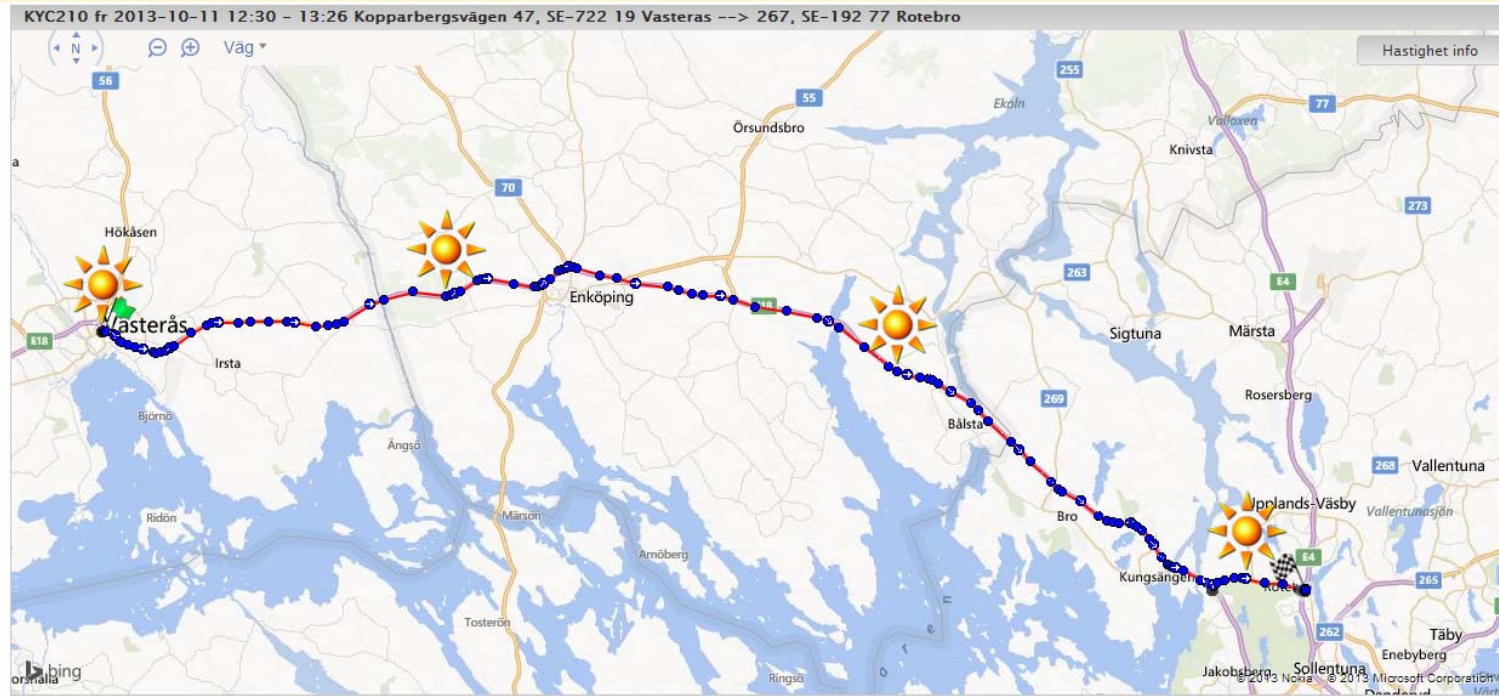 KYC210 fr 2013-10-11 12:30 - 13:26 Kopparbergsvägen 47, SE-722 19 Vasteras --> 267, SE-192 77 Rotebro
N
Väg
Hastighet info
56
255
55
77
Ekoln
Örsundsbro
Valloxen
Knivsta
70
273
Hökåsen
263
E4
Enköping
E18
Västerås
Sigtuna
Märsta
E18
Irsta
Rosersberg
269
Björnö
Bålsta
Ängsö
268
Vallentuna
Upplands-Väsby
Vallentunasjön
Ridön
Märsön
Bro
Arnöberg
E4
Kungsängen
265
Tosterön
262
Täby
Enebyberg
Jakobsberg
Sollentuna
Ringsö
bing
© 2013 Nokia © 2013 Microsoft Corporation